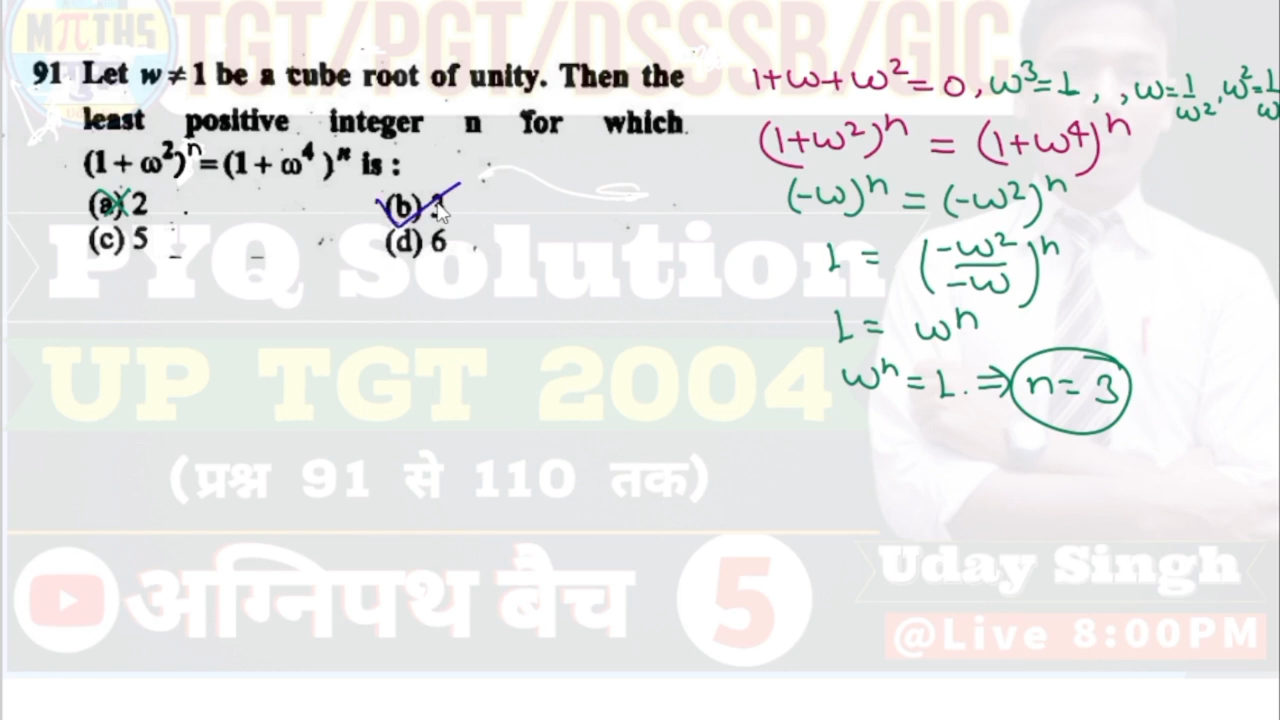 MπTHS
TGT/PGT/DSSSB/GIC
91 Let w ≠ 1 be a cube root of unity. Then the
least positive integer n for which
(1 + ω²)ⁿ = (1 + ω⁴)ⁿ is :
(a) 2 (b) 3
(c) 5 (d) 6
1+ω+ω²=0, ω³=1, , ω=1/ω², ω²=1/ω
(1+ω²)ⁿ = (1+ω⁴)ⁿ
(-ω)ⁿ = (-ω²)ⁿ
1 = (-ω²/-ω)ⁿ
1 = ωⁿ
ωⁿ = 1. ⇒ n = 3
PYQ Solution
UP TGT 2004
(प्रश्न 91 से 110 तक)
अग्निपथ बैच 5
Uday Singh
@Live 8:00PM